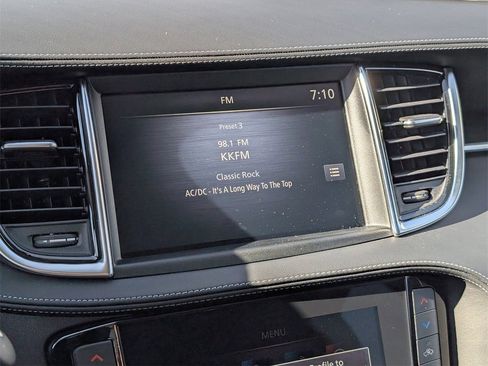 FM 7:10
Preset 3
98.1 FM
KKFM
Classic Rock
AC/DC - It's A Long Way To The Top
MENU
to